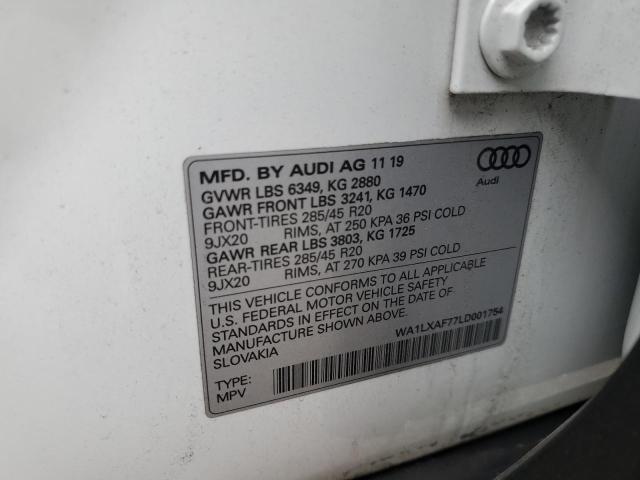 MFD. BY AUDI AG 11 19
GVWR LBS 6349, KG 2880
GAWR FRONT LBS 3241, KG 1470
FRONT-TIRES 285/45 R20
9JX20 RIMS, AT 250 KPA 36 PSI COLD
GAWR REAR LBS 3803, KG 1725
REAR-TIRES 285/45 R20
9JX20 RIMS, AT 270 KPA 39 PSI COLD
THIS VEHICLE CONFORMS TO ALL APPLICABLE
U.S. FEDERAL MOTOR VEHICLE SAFETY
STANDARDS IN EFFECT ON THE DATE OF
MANUFACTURE SHOWN ABOVE.
SLOVAKIA
WA1LXAF77LD001754
TYPE:
MPV
Audi